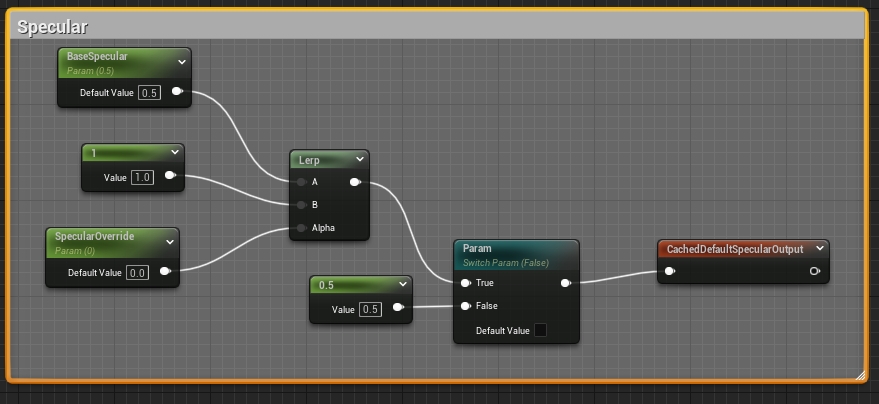 Specular
BaseSpecular
Param (0.5)
Default Value 0.5
1
Value 1.0
SpecularOverride
Param (0)
Default Value 0.0
Lerp
A
B
Alpha
0.5
Value 0.5
Param
Switch Param (False)
True
False
Default Value
CachedDefaultSpecularOutput